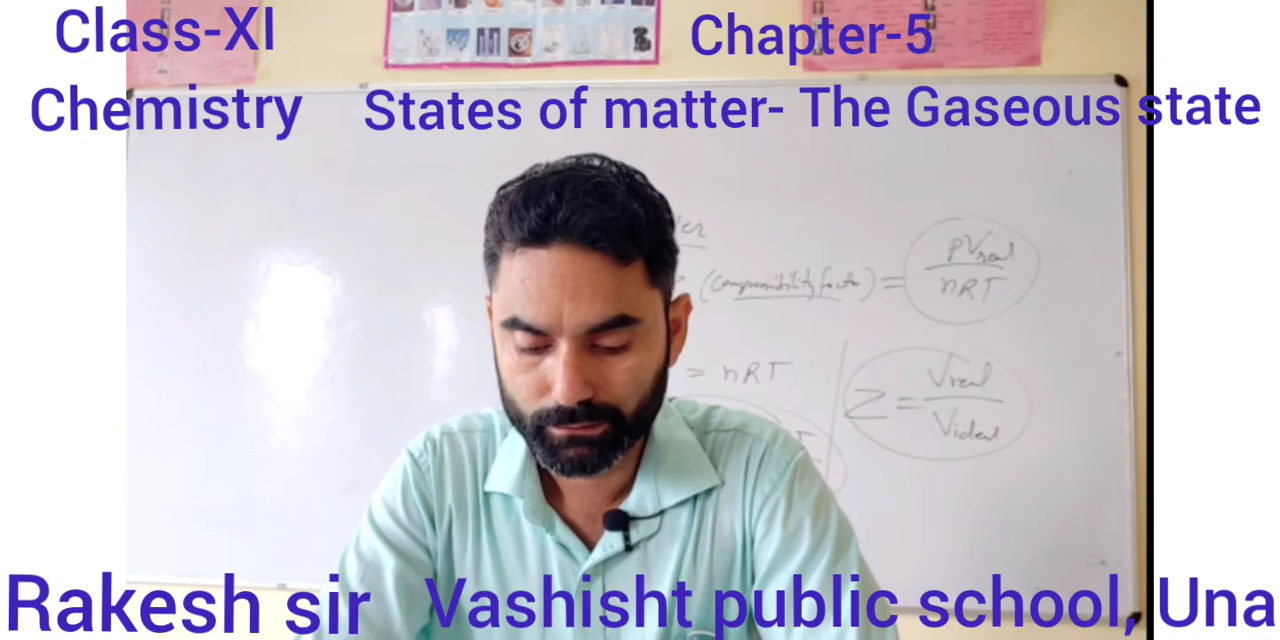 Class-XI
Chapter-5
Chemistry
States of matter- The Gaseous state
(Compressibility factor) = pVreal / nRT
= nRT
Z = Vreal / Videal
Rakesh sir
Vashisht public school, Una